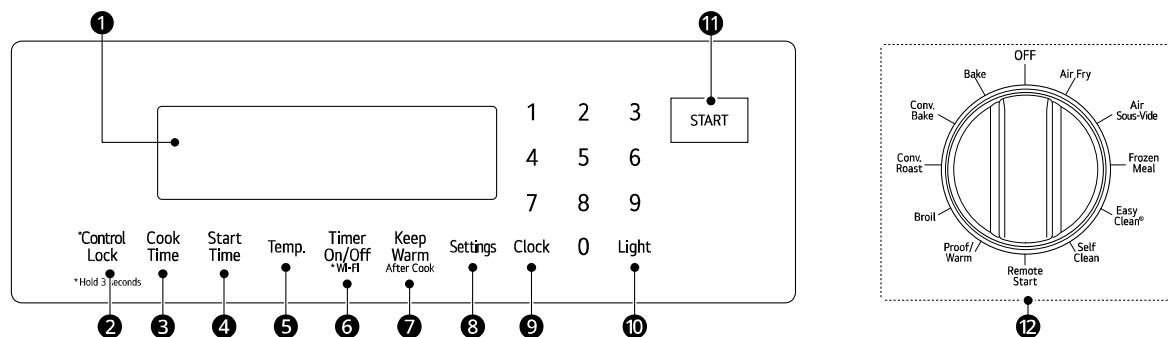 1
11
1 2 3
START
4 5 6
7 8 9
0
*Control
Lock
*Hold 3 seconds
Cook
Time
Start
Time
Temp.
Timer
On/Off
*Wi-Fi
Keep
Warm
After Cook
Settings
Clock
Light
2 3 4 5 6 7 8 9 10
OFF
Air Fry
Air
Sous-Vide
Frozen
Meal
Easy
Clean®
Self
Clean
Remote
Start
Proof/
Warm
Broil
Conv.
Roast
Conv.
Bake
Bake
12